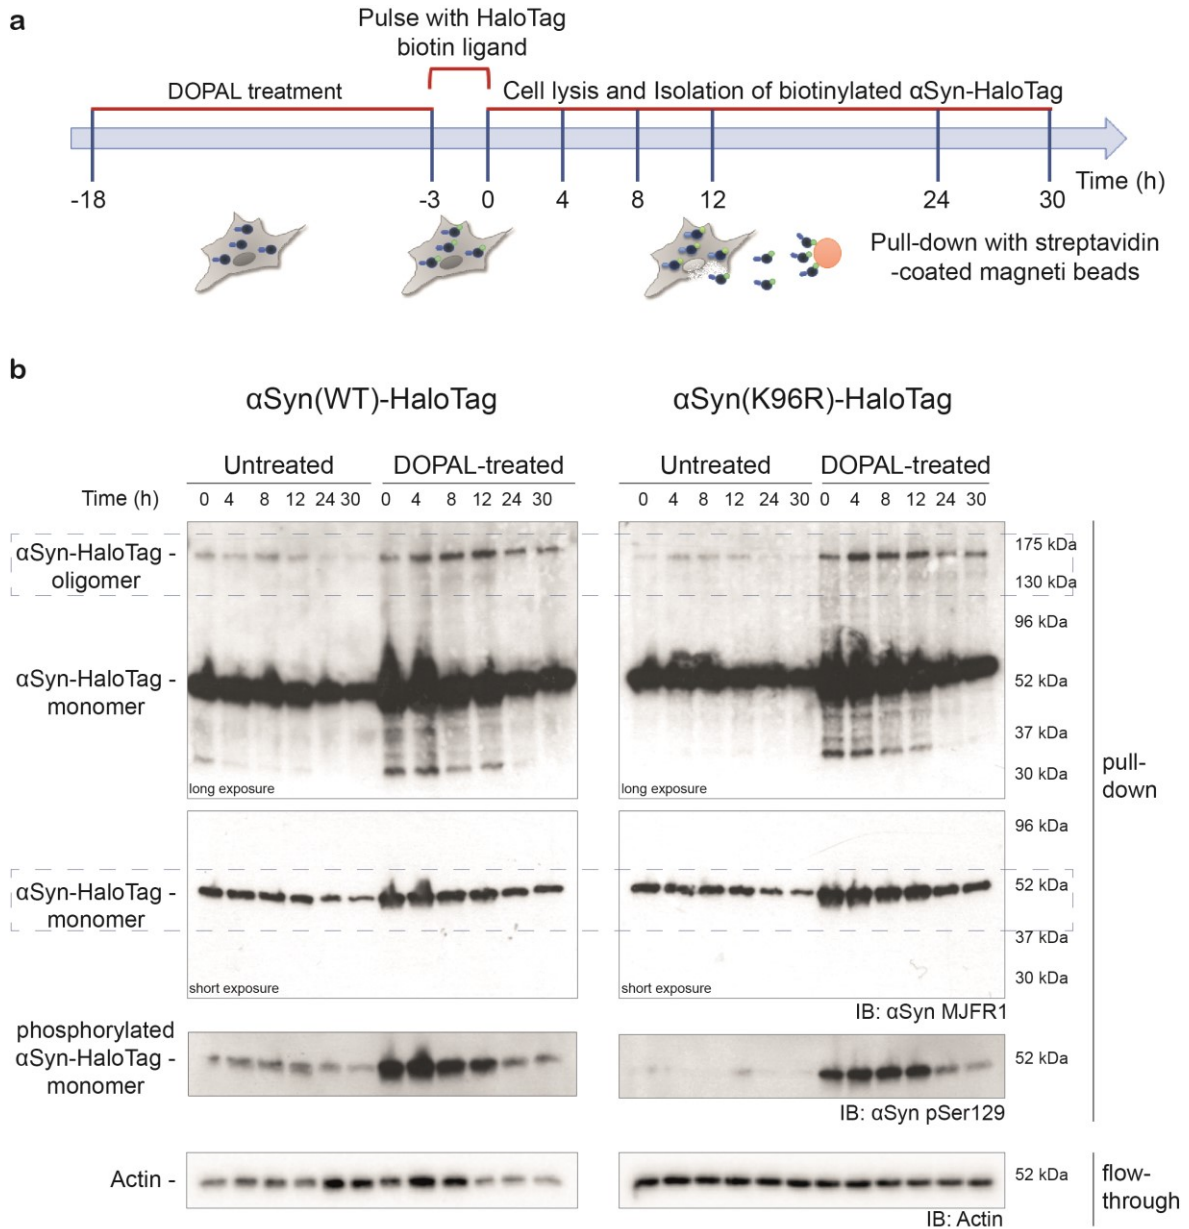 a
Pulse with HaloTag
biotin ligand
DOPAL treatment
Cell lysis and Isolation of biotinylated αSyn-HaloTag
-18 -3 0 4 8 12 24 30
Time (h)
Pull-down with streptavidin
-coated magneti beads
b
αSyn(WT)-HaloTag αSyn(K96R)-HaloTag
Untreated DOPAL-treated Untreated DOPAL-treated
Time (h) 0 4 8 12 24 30 0 4 8 12 24 30 0 4 8 12 24 30 0 4 8 12 24 30
αSyn-HaloTag -
oligomer
175 kDa
130 kDa
96 kDa
αSyn-HaloTag -
monomer
52 kDa
37 kDa
30 kDa
long exposure long exposure
pull-
down
96 kDa
αSyn-HaloTag -
monomer
52 kDa
37 kDa
30 kDa
short exposure short exposure
IB: αSyn MJFR1
phosphorylated
αSyn-HaloTag -
monomer
52 kDa
IB: αSyn pSer129
Actin -
52 kDa
flow-
through
IB: Actin